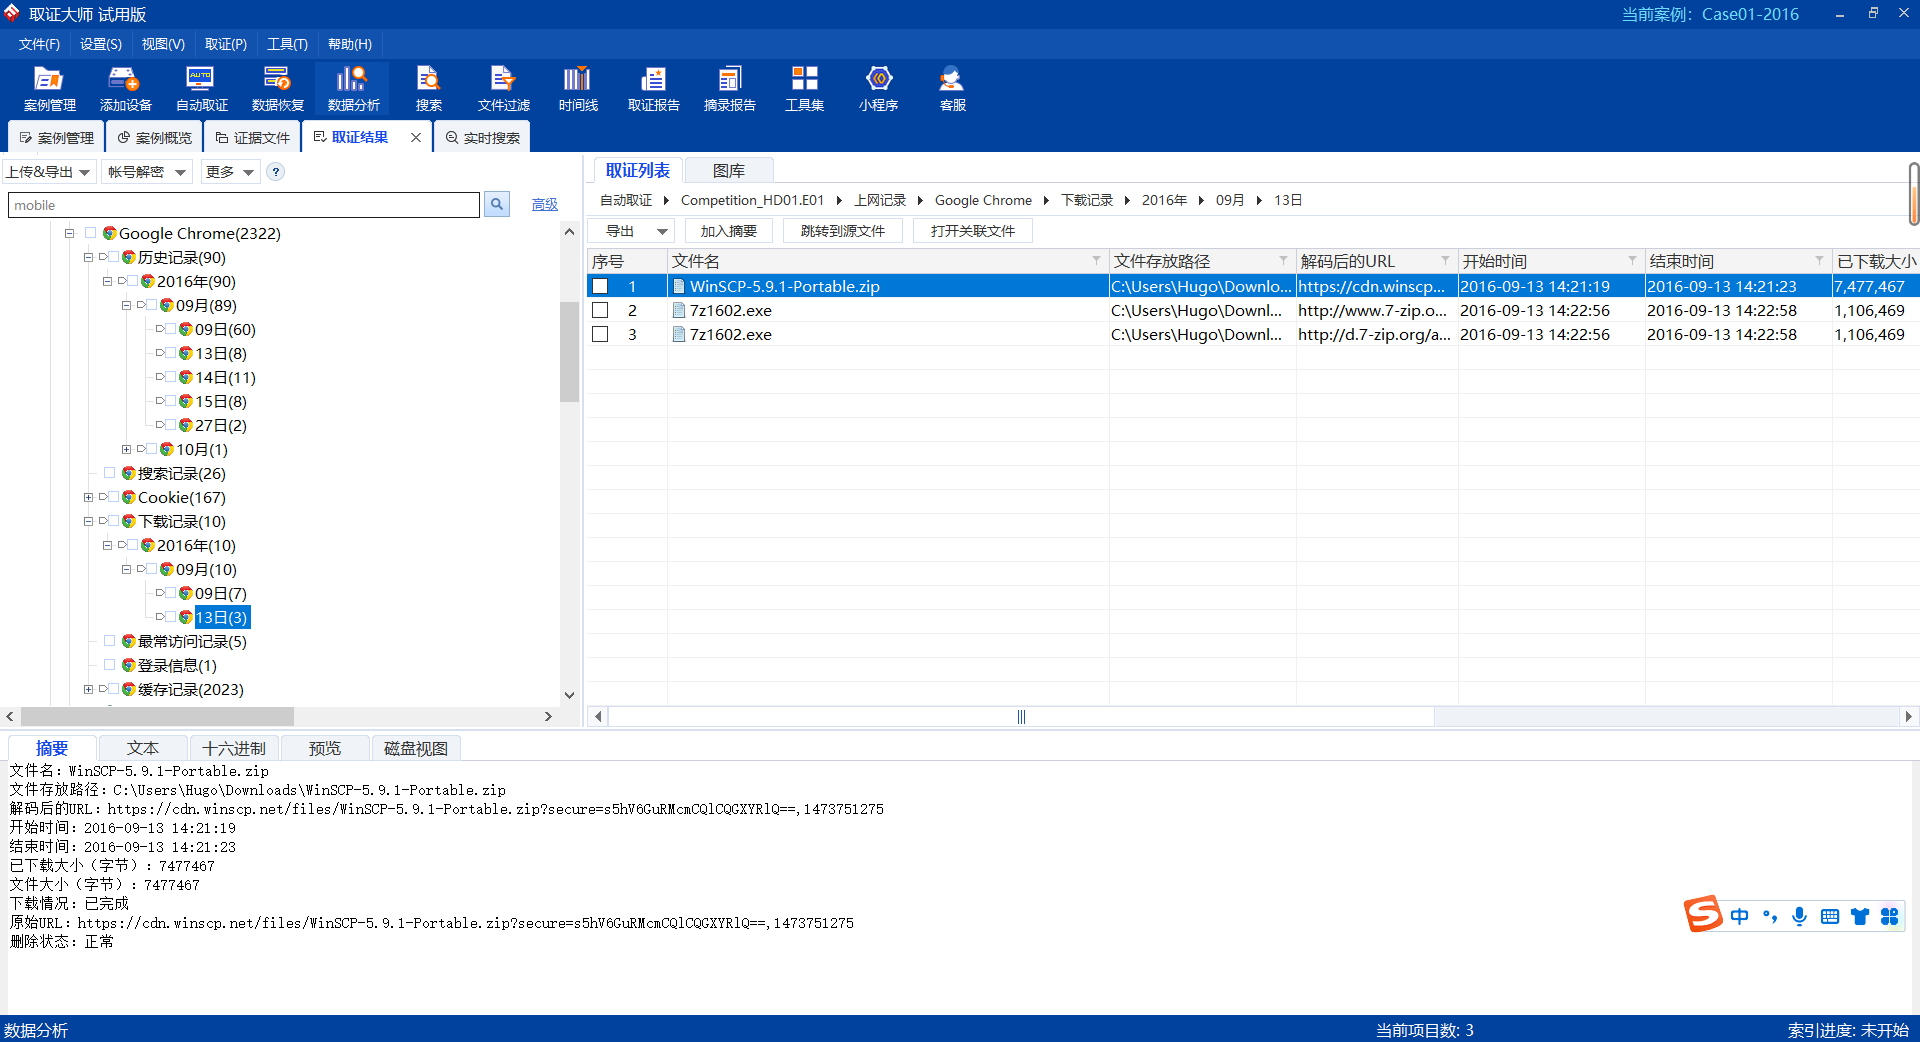 取证大师 试用版
当前案例: Case01-2016
文件(F) 设置(S) 视图(V) 取证(P) 工具(T) 帮助(H)
AUTO
案例管理 添加设备 自动取证 数据恢复 数据分析 搜索 文件过滤 时间线 取证报告 摘录报告 工具集 小程序 客服
案例管理 案例概览 证据文件 取证结果 实时搜索
上传&导出 帐号解密 更多 ?
mobile 高级
Google Chrome(2322)
历史记录(90)
2016年(90)
09月(89)
09日(60)
13日(8)
14日(11)
15日(8)
27日(2)
10月(1)
搜索记录(26)
Cookie(167)
下载记录(10)
2016年(10)
09月(10)
09日(7)
13日(3)
最常访问记录(5)
登录信息(1)
缓存记录(2023)
取证列表 图库
自动取证 Competition_HD01.E01 上网记录 Google Chrome 下载记录 2016年 09月 13日
导出 加入摘要 跳转到源文件 打开关联文件
序号 文件名 文件存放路径 解码后的URL 开始时间 结束时间 已下载大小
1 WinSCP-5.9.1-Portable.zip C:\Users\Hugo\Downlo... https://cdn.winscp... 2016-09-13 14:21:19 2016-09-13 14:21:23 7,477,467
2 7z1602.exe C:\Users\Hugo\Downl... http://www.7-zip.o... 2016-09-13 14:22:56 2016-09-13 14:22:58 1,106,469
3 7z1602.exe C:\Users\Hugo\Downl... http://d.7-zip.org/a... 2016-09-13 14:22:56 2016-09-13 14:22:58 1,106,469
摘要 文本 十六进制 预览 磁盘视图
文件名: WinSCP-5.9.1-Portable.zip
文件存放路径: C:\Users\Hugo\Downloads\WinSCP-5.9.1-Portable.zip
解码后的URL: https://cdn.winscp.net/files/WinSCP-5.9.1-Portable.zip?secure=s5hV6GuRMcmCQlCQGXYRlQ==,1473751275
开始时间: 2016-09-13 14:21:19
结束时间: 2016-09-13 14:21:23
已下载大小（字节）: 7477467
文件大小（字节）: 7477467
下载情况: 已完成
原始URL: https://cdn.winscp.net/files/WinSCP-5.9.1-Portable.zip?secure=s5hV6GuRMcmCQlCQGXYRlQ==,1473751275
删除状态: 正常
S 中
数据分析 当前项目数: 3 索引进度: 未开始